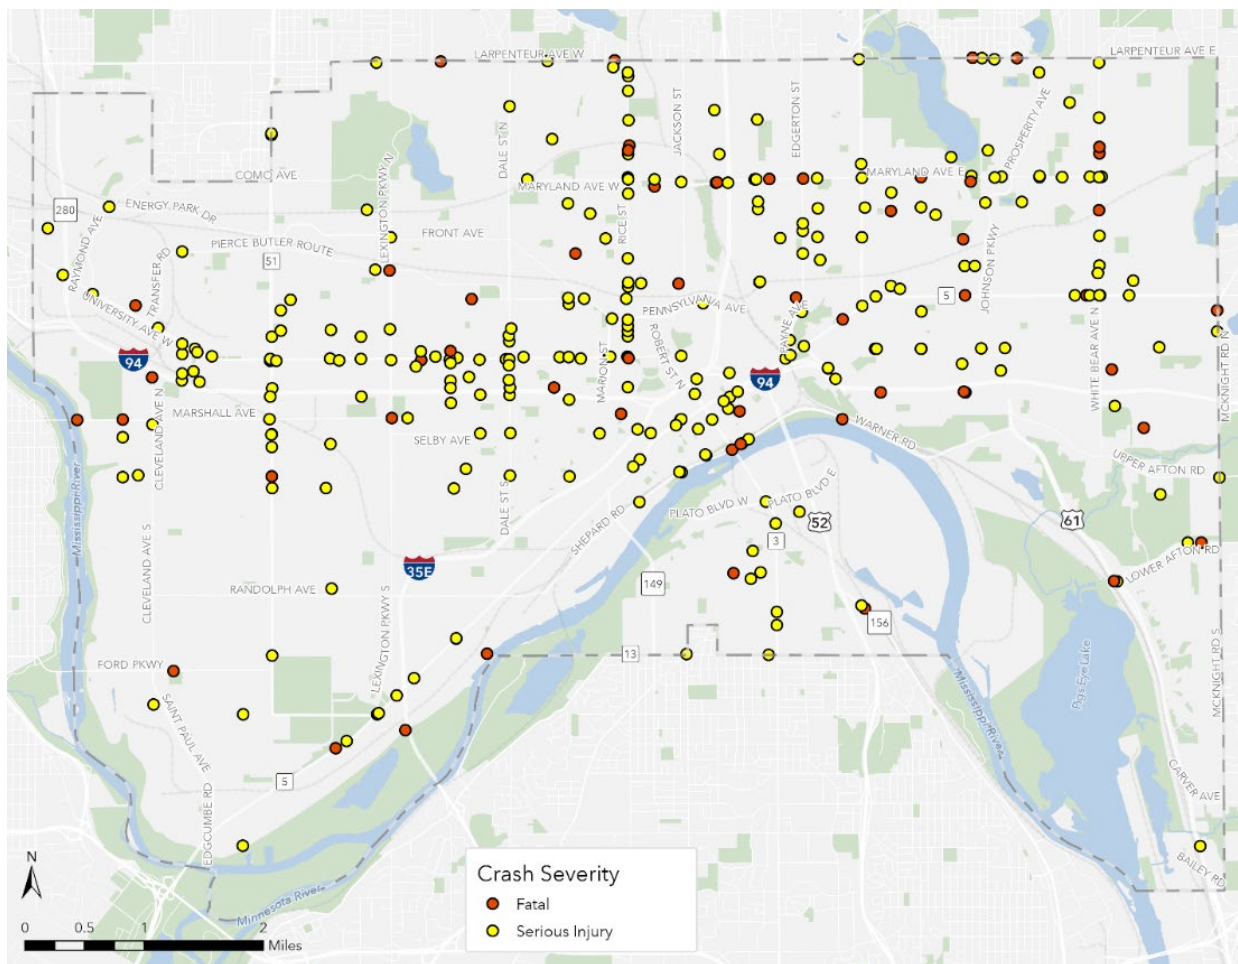 LARPENTEUR AVE W
LARPENTEUR AVE E
DALE ST N
JACKSON ST
EDGERTON ST
PROSPERITY AVE
COMO AVE
LEXINGTON PKWY N
MARYLAND AVE W
MARYLAND AVE E
280
ENERGY PARK DR
RAYMOND AVE
TRANSFER RD
PIERCE BUTLER ROUTE
FRONT AVE
RICE ST
JOHNSON PKWY
51
UNIVERSITY AVE W
PENNSYLVANIA AVE
5
PAYNE AVE
ROBERT ST N
MARION ST
WHITE BEAR AVE N
MCKNIGHT RD N
94
94
CLEVELAND AVE N
MARSHALL AVE
SELBY AVE
WARNER RD
UPPER AFTON RD
Mississippi River
DALE ST S
SHEPARD RD
PLATO BLVD W
PLATO BLVD E
52
61
3
CLEVELAND AVE S
35E
RANDOLPH AVE
149
LOWER AFTON RD
156
LEXINGTON PKWY S
FORD PKWY
13
SAINT PAUL AVE
Mississippi River
Pigs Eye Lake
MCKNIGHT RD S
5
EDGCUMBE RD
CARVER AVE
BAILEY RD
Minnesota River
N
0 0.5 1 2
Miles
Crash Severity
Fatal
Serious Injury